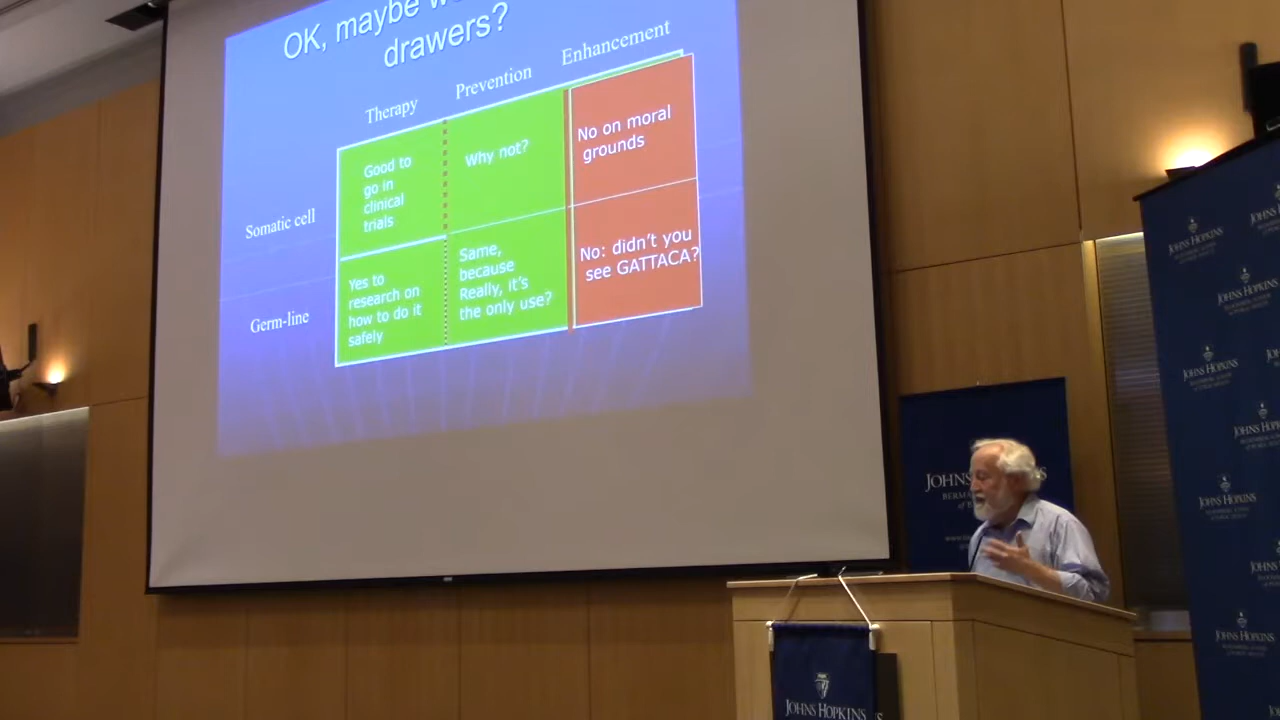 OK, maybe
drawers?
Therapy
Prevention
Enhancement
Good to
go in
clinical
trials
Why not?
No on moral
grounds
Somatic cell
Yes to
research on
how to do it
safely
Same,
because
Really, it's
the only use?
No: didn't you
see GATTACA?
Germ-line
JOHNS
JOHNS HOPKINS
JOHNS HOPKINS
JOHNS HOPKINS
JOHNS HOPKINS
JOHNS HOPKINS
JOHNS HOPKINS